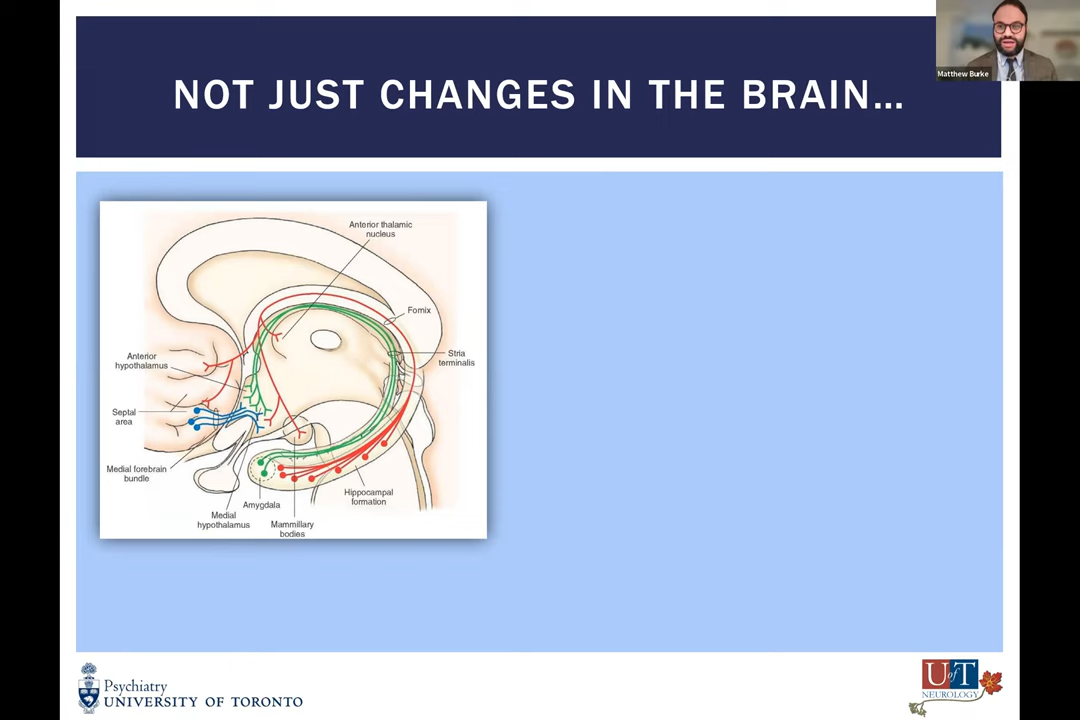 Matthew Burke
NOT JUST CHANGES IN THE BRAIN...
Anterior thalamic
nucleus
Fornix
Stria
terminalis
Anterior
hypothalamus
Septal
area
Medial forebrain
bundle
Medial
hypothalamus
Amygdala
Mammillary
bodies
Hippocampal
formation
Psychiatry
UNIVERSITY OF TORONTO
U of T
NEUROLOGY